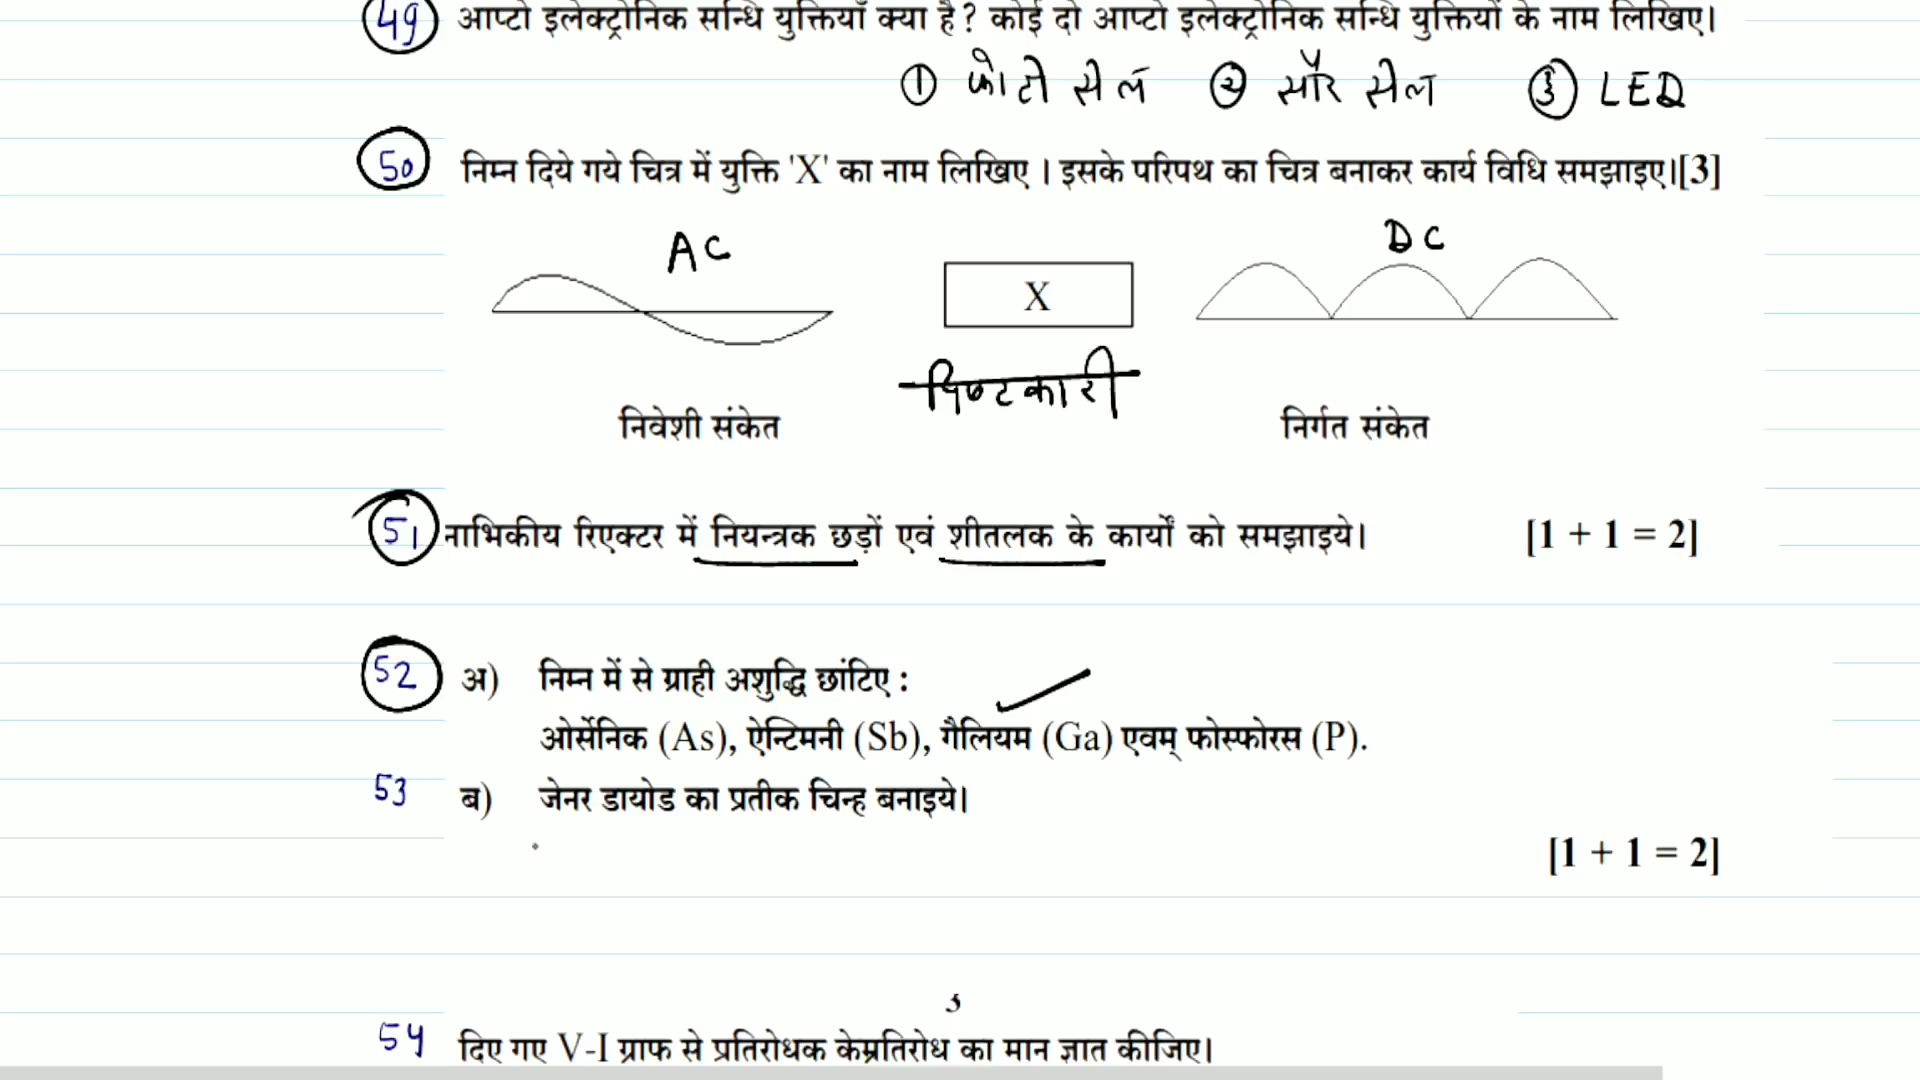 49 आप्टो इलेक्ट्रोनिक सन्धि युक्तियाँ क्या है? कोई दो आप्टो इलेक्ट्रोनिक सन्धि युक्तियों के नाम लिखिए।
① फोटो सेल ② सौर सेल ③ LED
50 निम्न दिये गये चित्र में युक्ति 'X' का नाम लिखिए । इसके परिपथ का चित्र बनाकर कार्य विधि समझाइए।[3]
AC X DC
दिष्टकारी
निवेशी संकेत निर्गत संकेत
51 नाभिकीय रिएक्टर में नियन्त्रक छड़ों एवं शीतलक के कार्यों को समझाइये। [1 + 1 = 2]
52 अ) निम्न में से ग्राही अशुद्धि छांटिए :
ओर्सेनिक (As), ऐन्टिमनी (Sb), गैलियम (Ga) एवम् फोस्फोरस (P).
53 ब) जेनर डायोड का प्रतीक चिन्ह बनाइये।
[1 + 1 = 2]
54 दिए गए V-I ग्राफ से प्रतिरोधक के प्रतिरोध का मान ज्ञात कीजिए।